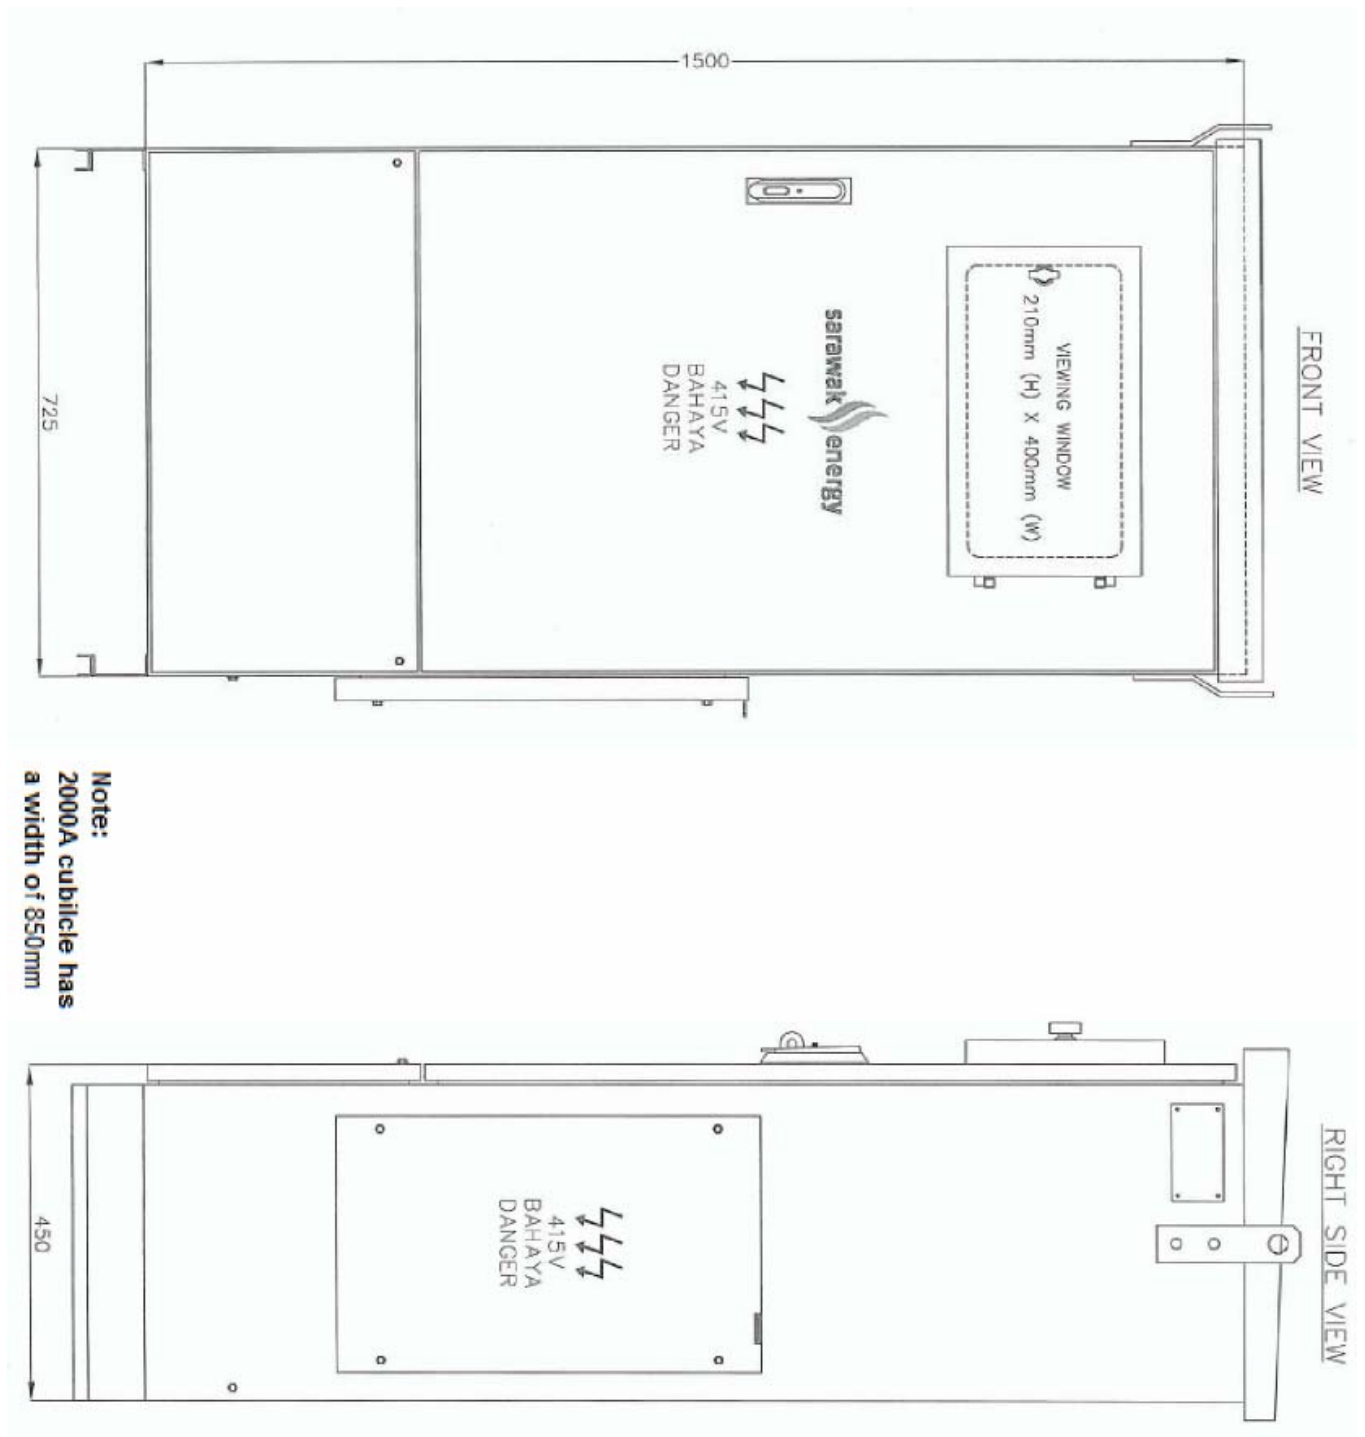 FRONT VIEW
1500
VIEWING WINDOW
210mm (H) X 400mm (W)
sarawak energy
415V
BAHAYA
DANGER
725
RIGHT SIDE VIEW
415V
BAHAYA
DANGER
450
Note:
2000A cubilcle has
a width of 850mm